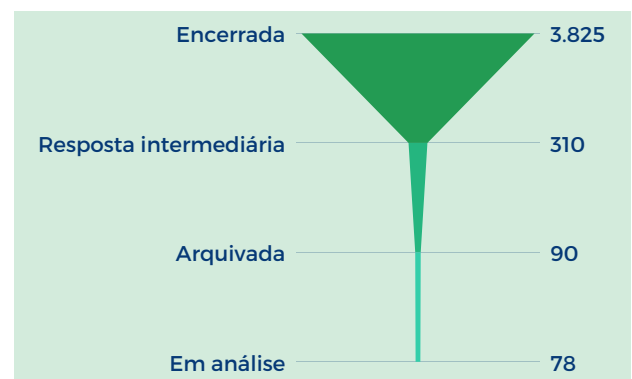 Encerrada 3.825
Resposta intermediária 310
Arquivada 90
Em análise 78